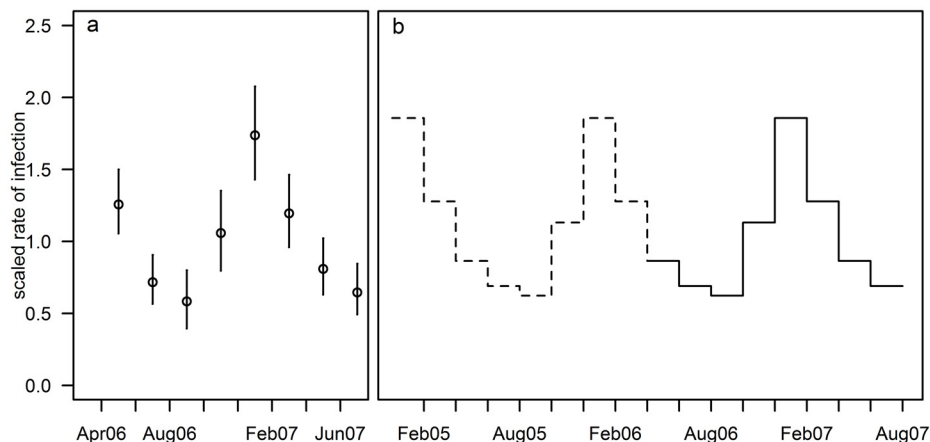 a
b
scaled rate of infection
2.5
2.0
1.5
1.0
0.5
0.0
Apr06 Aug06 Feb07 Jun07
Feb05 Aug05 Feb06 Aug06 Feb07 Aug07